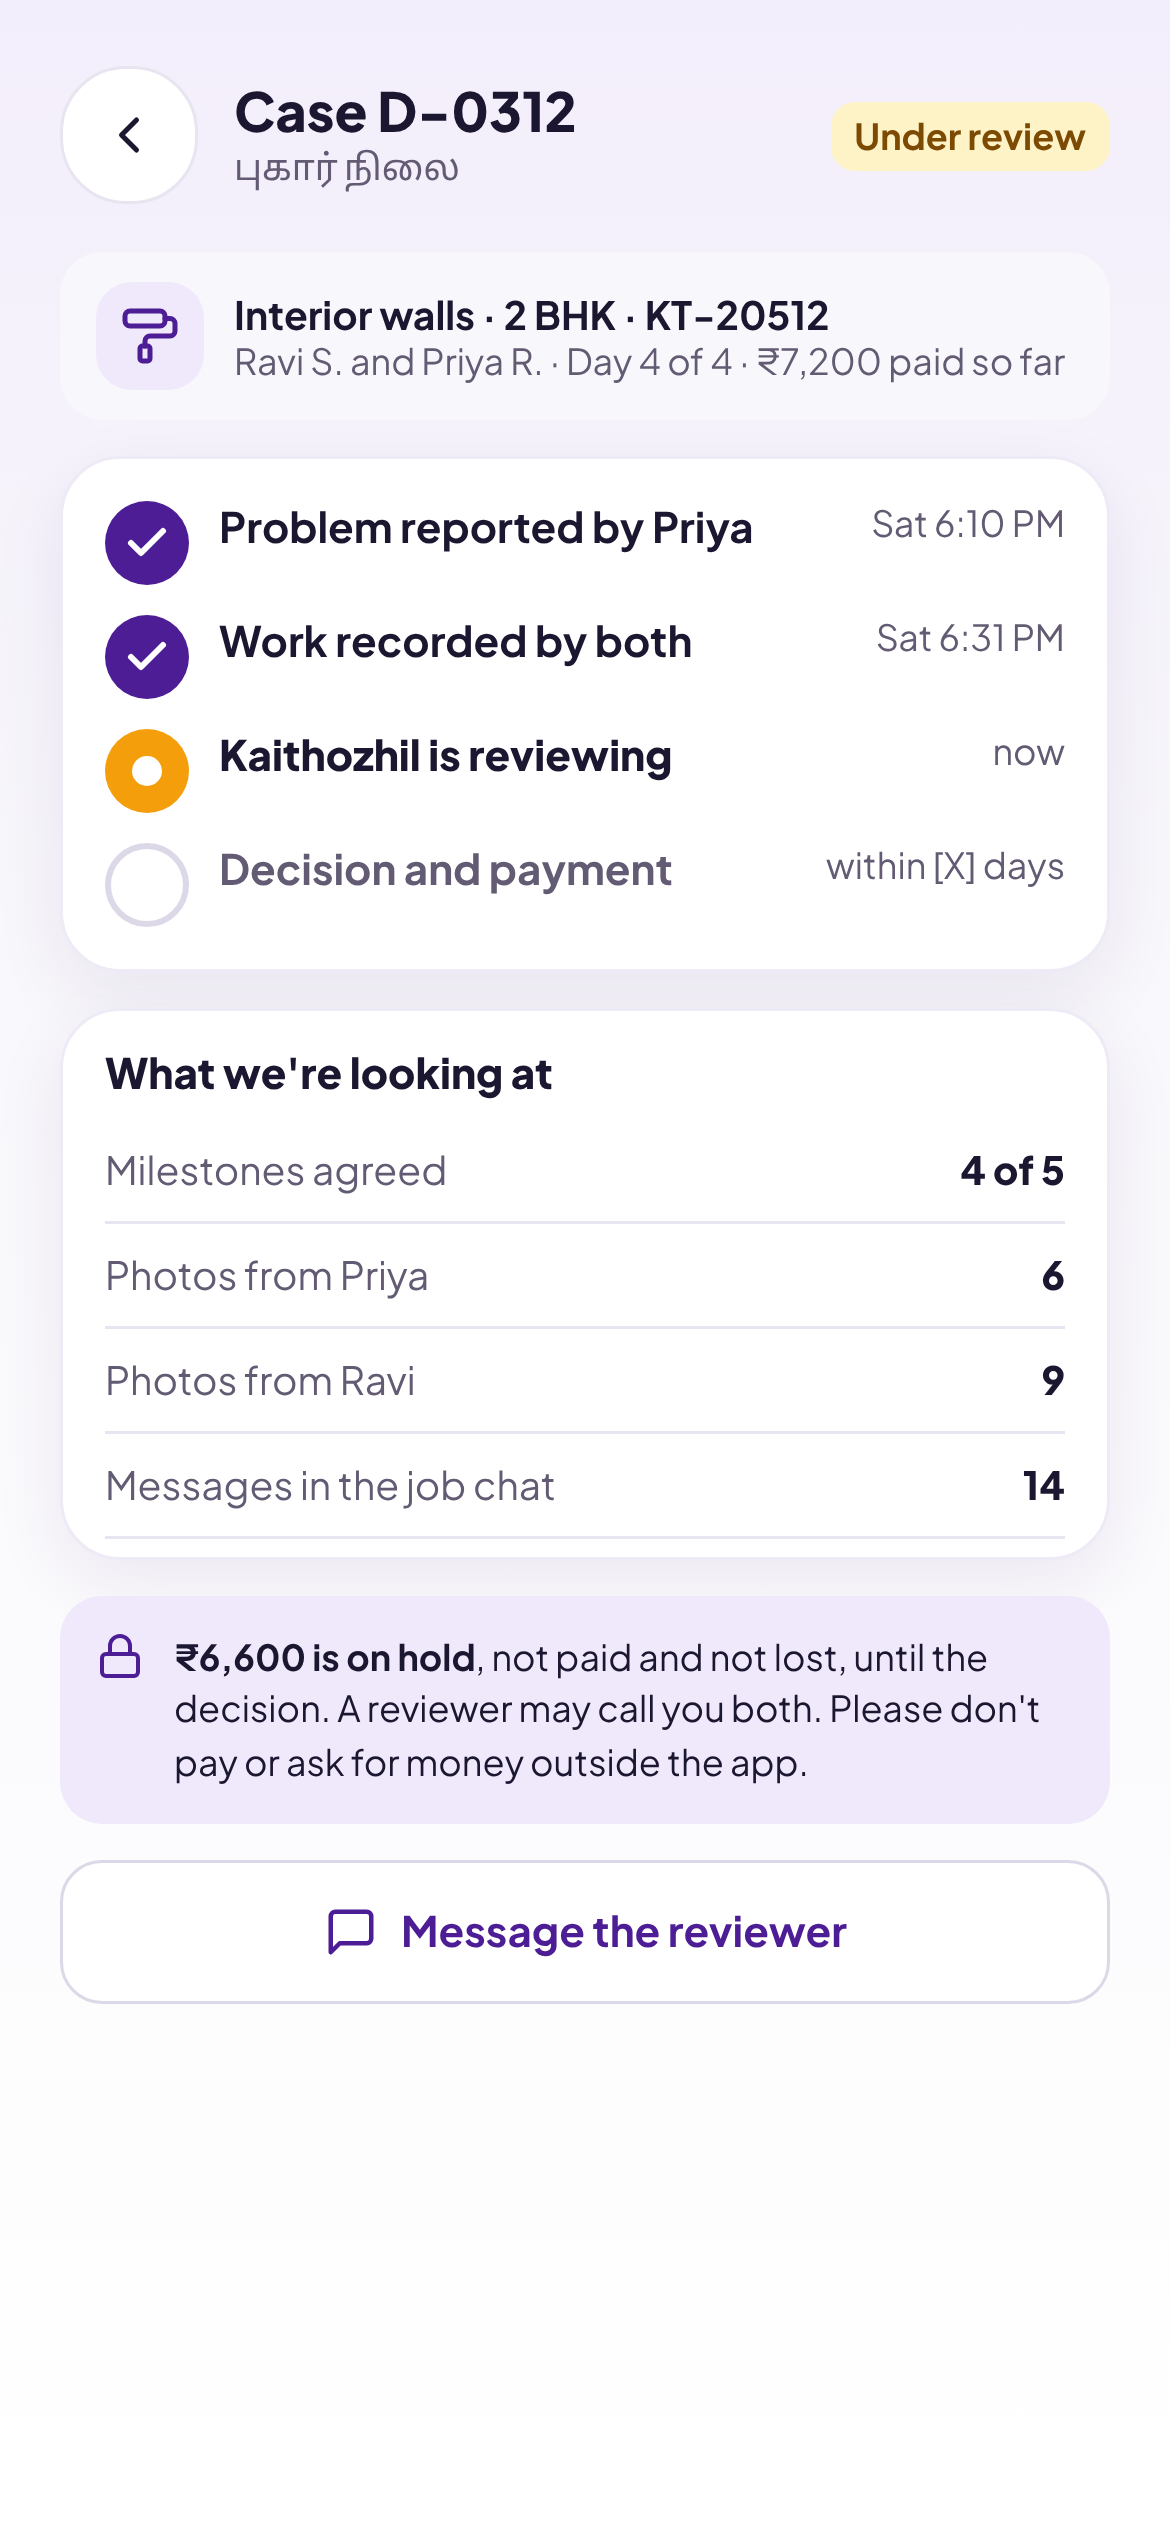 Case D-0312
புகார் நிலை
Under review
Interior walls · 2 BHK · KT-20512
Ravi S. and Priya R. · Day 4 of 4 · ₹7,200 paid so far
Problem reported by Priya
Sat 6:10 PM
Work recorded by both
Sat 6:31 PM
Kaithozhil is reviewing
now
Decision and payment
within [X] days
What we're looking at
Milestones agreed
4 of 5
Photos from Priya
6
Photos from Ravi
9
Messages in the job chat
14
₹6,600 is on hold, not paid and not lost, until the
decision. A reviewer may call you both. Please don't
pay or ask for money outside the app.
Message the reviewer